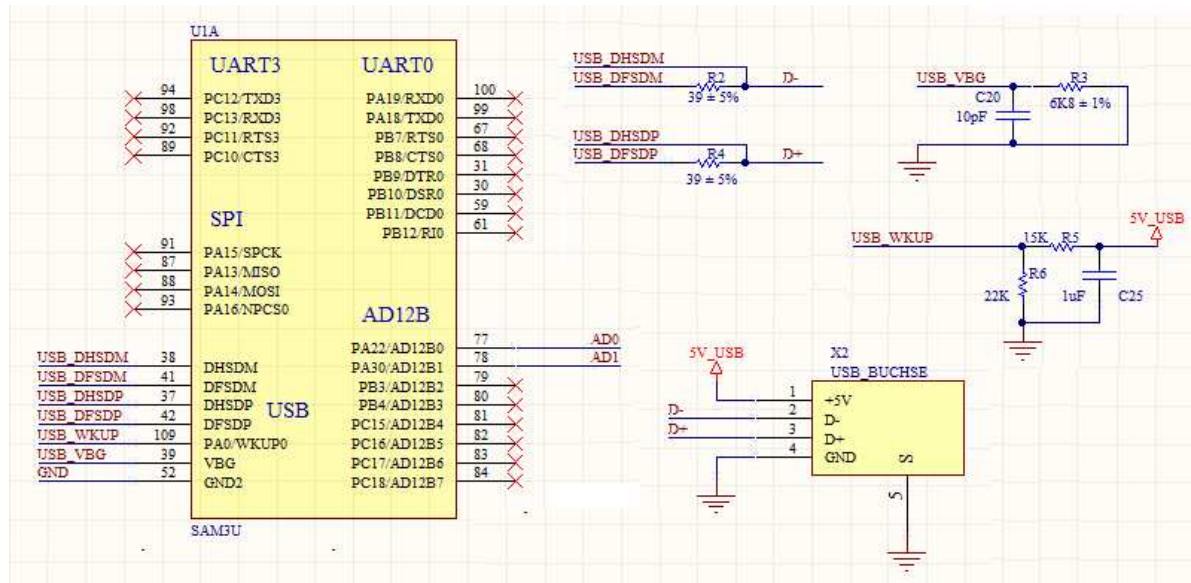 U1A
UART3 UART0
94 PC12/TXD3 PA19/RXD0 100
98 PC13/RXD3 PA18/TXD0 99
92 PC11/RTS3 PB7/RTS0 67
89 PC10/CTS3 PB8/CTS0 68
PB9/DTR0 31
PB10/DSR0 30
SPI PB11/DCD0 59
PB12/RI0 61
91 PA15/SPCK
87 PA13/MISO
88 PA14/MOSI
93 PA16/NPCS0
AD12B
PA22/AD12B0 77 AD0
USB_DHSDM 38 DHSDM PA30/AD12B1 78 AD1
USB_DFSDM 41 DFSDM PB3/AD12B2 79
USB_DHSDP 37 DHSDP PB4/AD12B3 80
USB
USB_DFSDP 42 DFSDP PC15/AD12B4 81
USB_WKUP 109 PA0/WKUP0 PC16/AD12B5 82
USB_VBG 39 VBG PC17/AD12B6 83
GND 52 GND2 PC18/AD12B7 84
SAM3U
USB_DHSDM
USB_DFSDM R2 D-
39 ± 5%
USB_DHSDP
USB_DFSDP R4 D+
39 ± 5%
USB_VBG R3
C20 6K8 ± 1%
10pF
5V_USB
USB_WKUP 15K R5
R6
22K 1uF C25
5V_USB X2
USB_BUCHSE
1 +5V
D- 2 D-
D+ 3 D+
4 GND
S
5